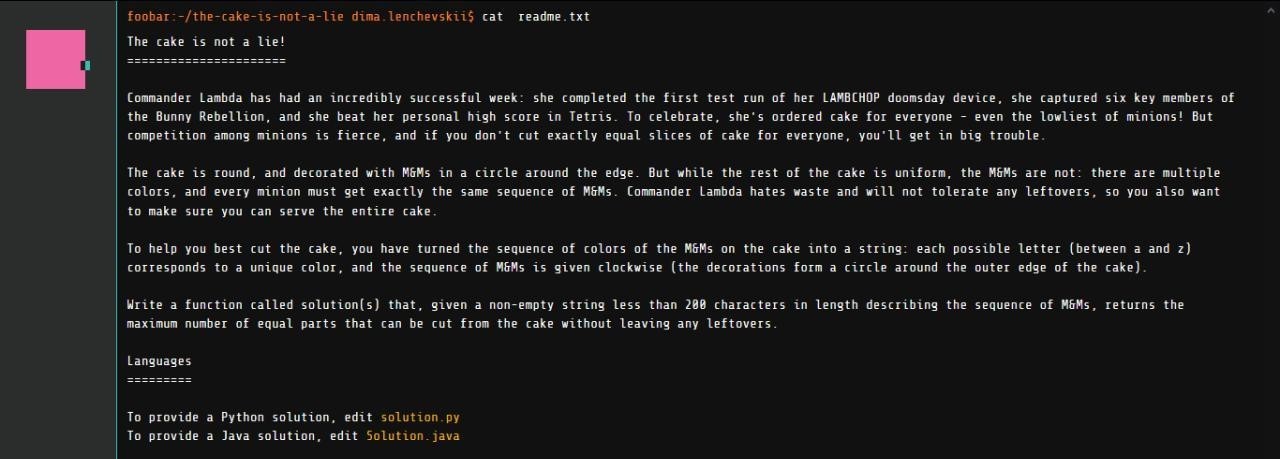 foobar:~/the-cake-is-not-a-lie dima.lenchevskii$ cat  readme.txt
The cake is not a lie!
======================
Commander Lambda has had an incredibly successful week: she completed the first test run of her LAMBCHOP doomsday device, she captured six key members of
the Bunny Rebellion, and she beat her personal high score in Tetris. To celebrate, she's ordered cake for everyone - even the lowliest of minions! But
competition among minions is fierce, and if you don't cut exactly equal slices of cake for everyone, you'll get in big trouble.
The cake is round, and decorated with M&Ms in a circle around the edge. But while the rest of the cake is uniform, the M&Ms are not: there are multiple
colors, and every minion must get exactly the same sequence of M&Ms. Commander Lambda hates waste and will not tolerate any leftovers, so you also want
to make sure you can serve the entire cake.
To help you best cut the cake, you have turned the sequence of colors of the M&Ms on the cake into a string: each possible letter (between a and z)
corresponds to a unique color, and the sequence of M&Ms is given clockwise (the decorations form a circle around the outer edge of the cake).
Write a function called solution(s) that, given a non-empty string less than 200 characters in length describing the sequence of M&Ms, returns the
maximum number of equal parts that can be cut from the cake without leaving any leftovers.
Languages
=========
To provide a Python solution, edit solution.py
To provide a Java solution, edit Solution.java